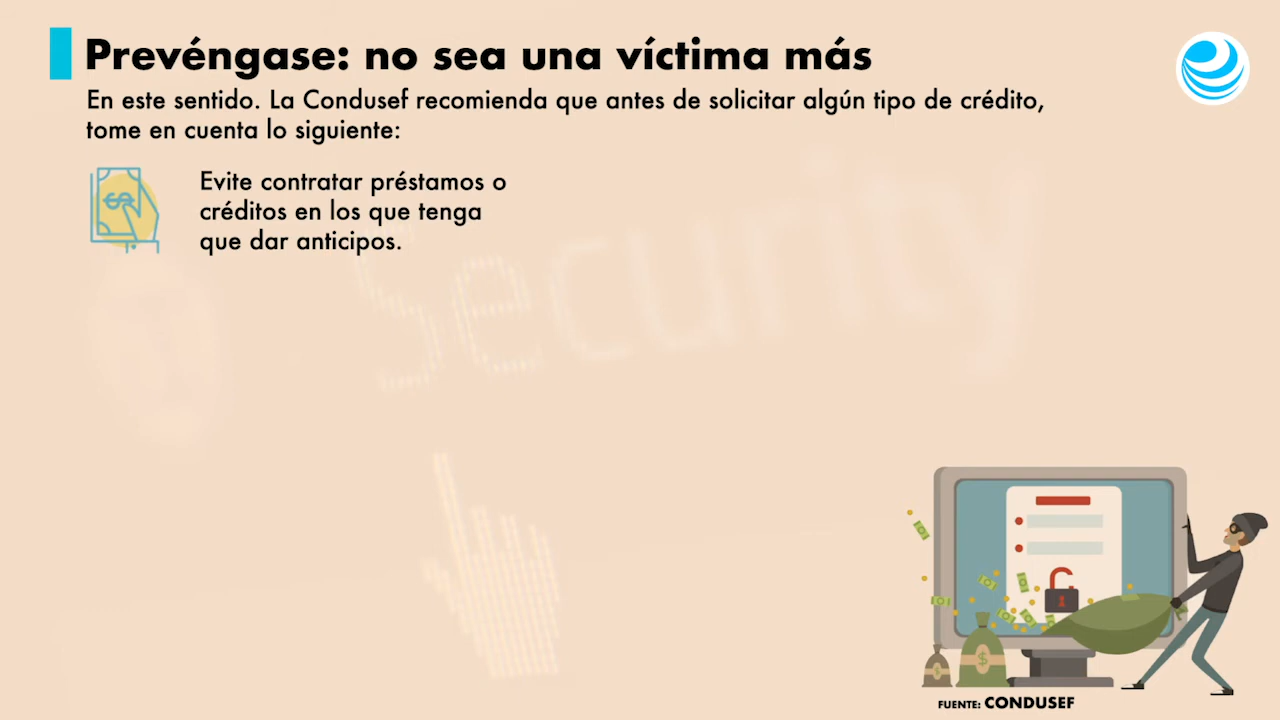 Prevéngase: no sea una víctima más
En este sentido. La Condusef recomienda que antes de solicitar algún tipo de crédito,
tome en cuenta lo siguiente:
Evite contratar préstamos o
créditos en los que tenga
que dar anticipos.
Security
FUENTE: CONDUSEF